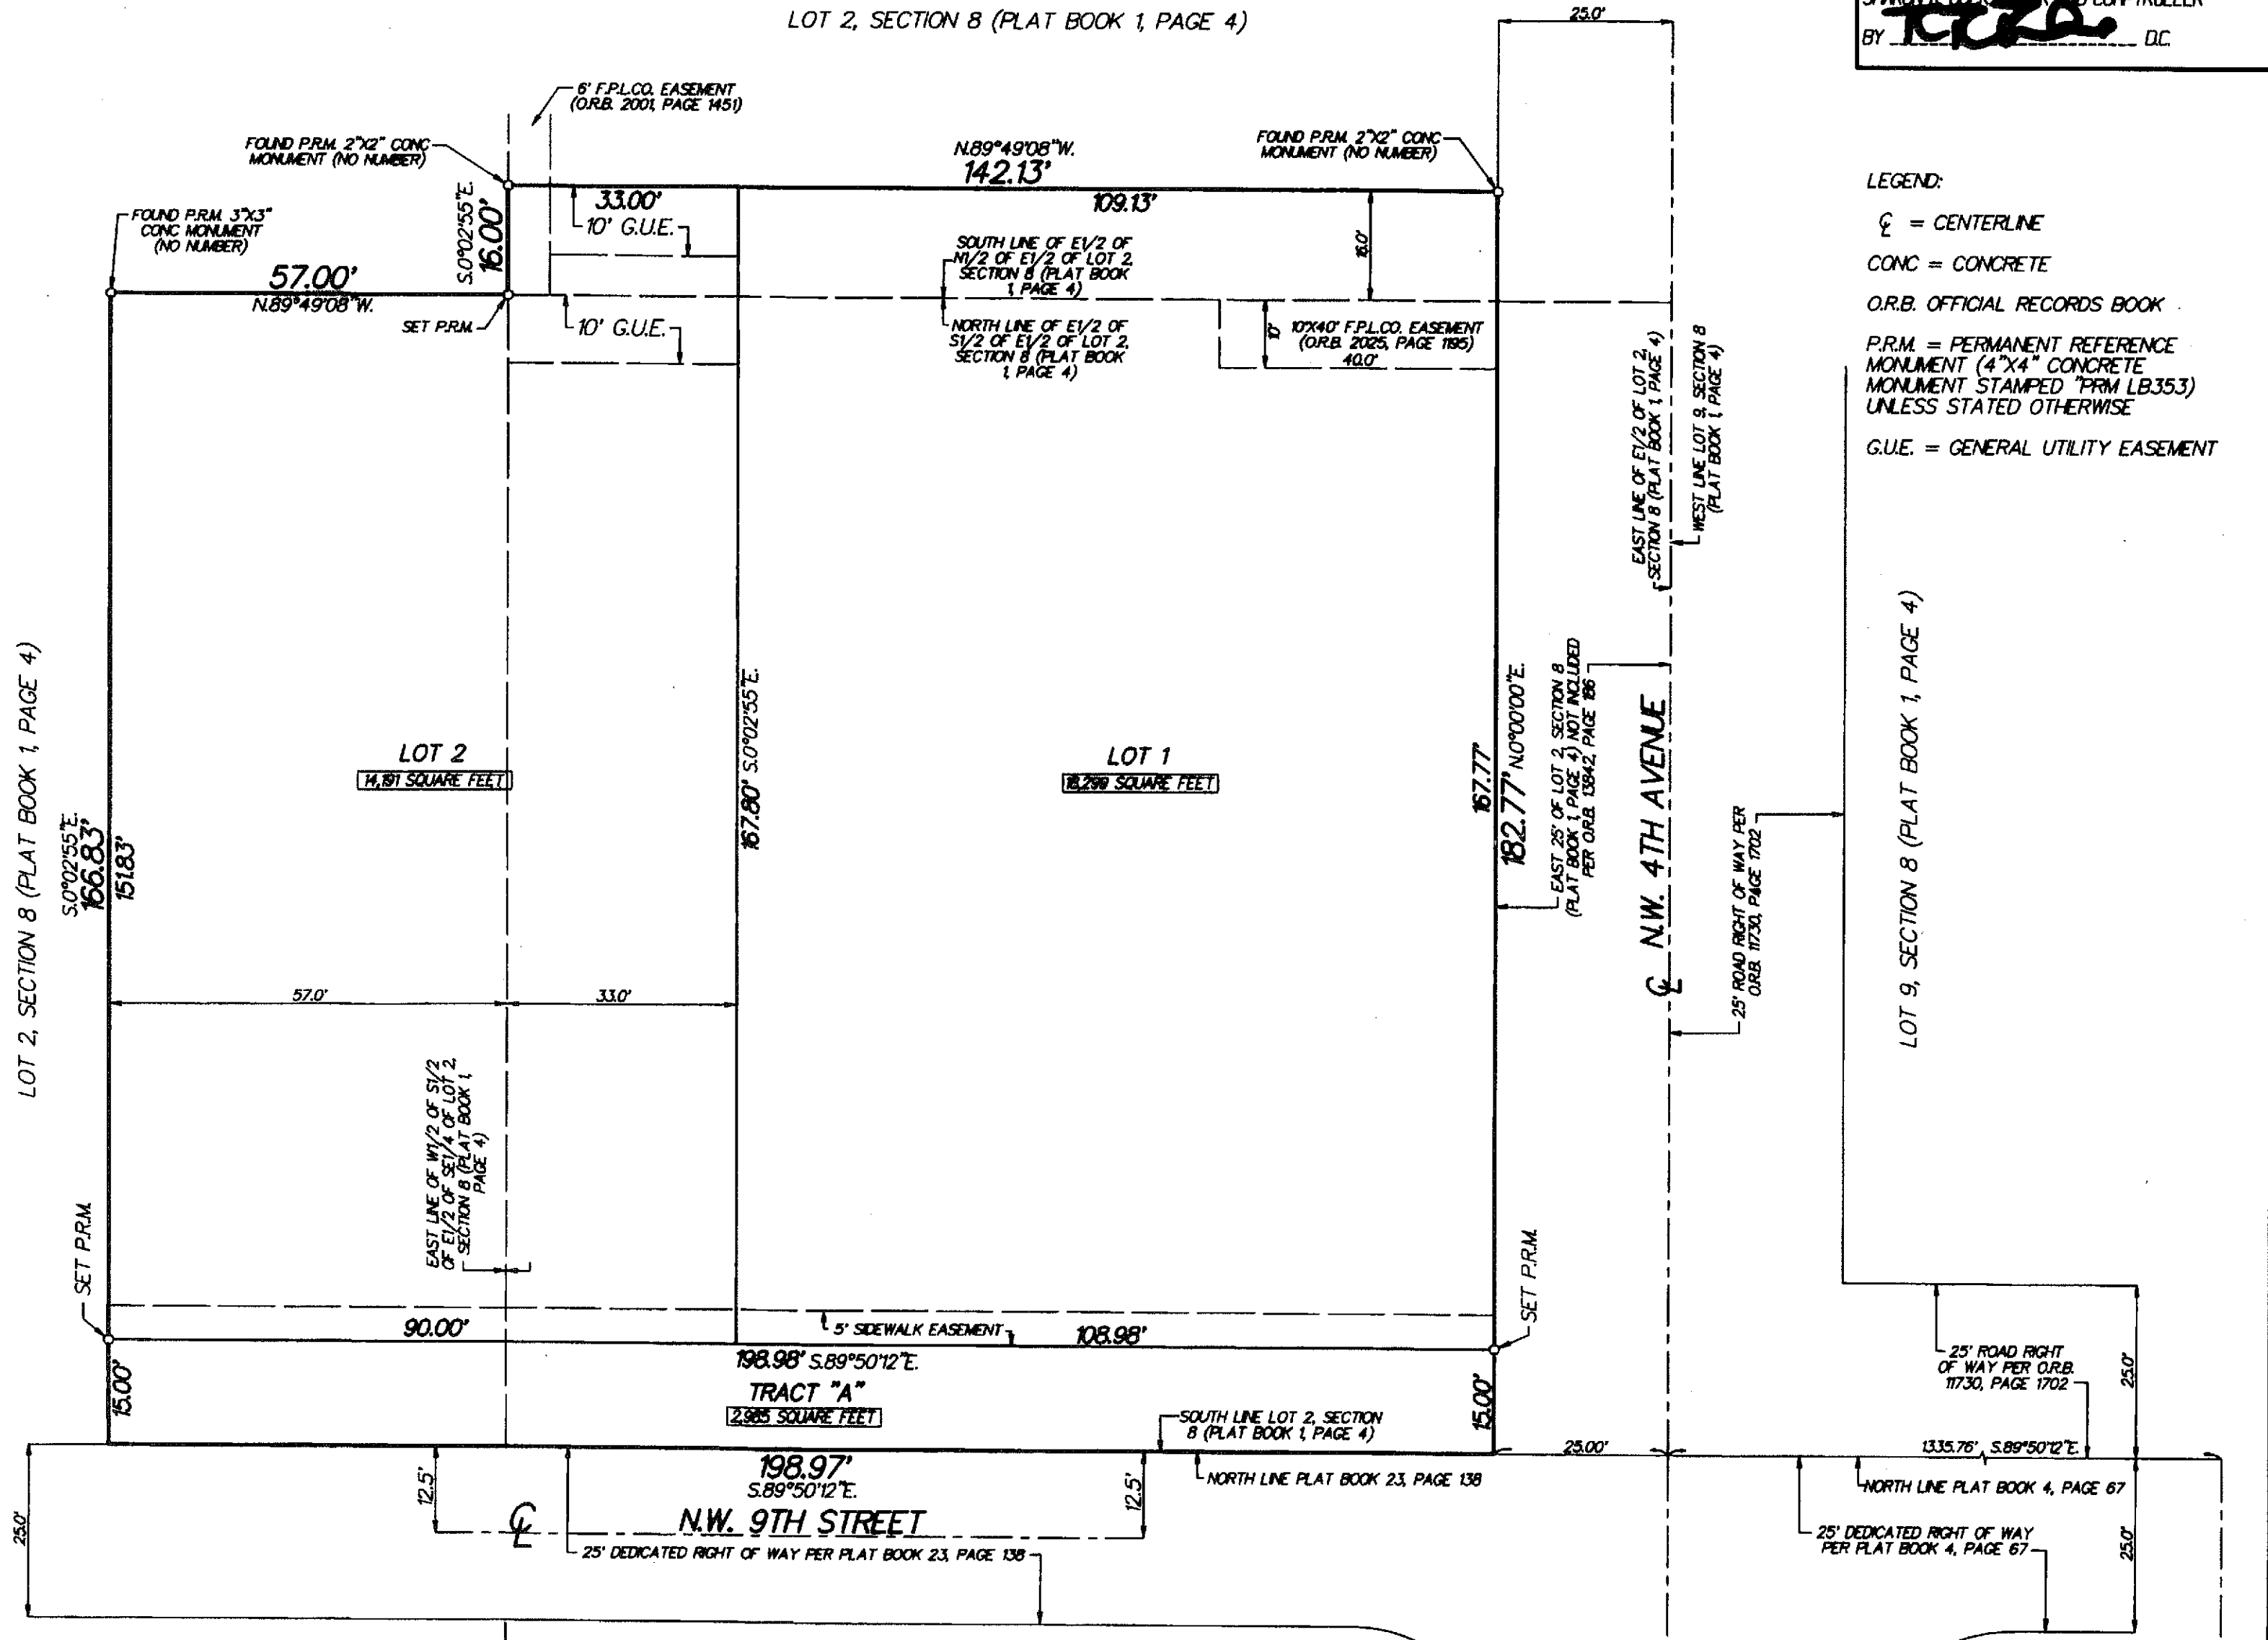 LOT 2, SECTION 8 (PLAT BOOK 1, PAGE 4)
25.0'
BY D.C.
6' F.P.L.CO. EASEMENT
(O.R.B. 2001, PAGE 1451)
FOUND P.R.M. 2"X2" CONC
MONUMENT (NO NUMBER)
N.89°49'08"W.
142.13'
FOUND P.R.M. 2"X2" CONC
MONUMENT (NO NUMBER)
FOUND P.R.M. 3"X3"
CONC MONUMENT
(NO NUMBER)
S.0°02'55"E.
16.00'
33.00'
10' G.U.E.
109.13'
16.0'
57.00'
N.89°49'08"W.
SET P.R.M.
10' G.U.E.
SOUTH LINE OF E1/2 OF
N1/2 OF E1/2 OF LOT 2,
SECTION 8 (PLAT BOOK
1, PAGE 4)
NORTH LINE OF E1/2 OF
S1/2 OF E1/2 OF LOT 2,
SECTION 8 (PLAT BOOK
1, PAGE 4)
10'
10'X40' F.P.L.CO. EASEMENT
(O.R.B. 2025, PAGE 1195)
40.0'
LEGEND:
℄ = CENTERLINE
CONC = CONCRETE
O.R.B. OFFICIAL RECORDS BOOK
P.R.M. = PERMANENT REFERENCE
MONUMENT (4"X4" CONCRETE
MONUMENT STAMPED "PRM LB353)
UNLESS STATED OTHERWISE
G.U.E. = GENERAL UTILITY EASEMENT
EAST LINE OF E1/2 OF LOT 2,
SECTION 8 (PLAT BOOK 1, PAGE 4)
WEST LINE LOT 9, SECTION 8
(PLAT BOOK 1, PAGE 4)
LOT 2, SECTION 8 (PLAT BOOK 1, PAGE 4)
S.0°02'55"E.
166.83'
151.83'
LOT 2
14,191 SQUARE FEET
167.80' S.0°02'55"E.
LOT 1
18,299 SQUARE FEET
167.77'
182.77' N.0°00'00"E.
EAST 25' OF LOT 2, SECTION 8
(PLAT BOOK 1, PAGE 4) NOT INCLUDED
PER O.R.B. 13842, PAGE 186
℄ N.W. 4TH AVENUE
25' ROAD RIGHT OF WAY PER
O.R.B. 11730, PAGE 1702
LOT 9, SECTION 8 (PLAT BOOK 1, PAGE 4)
57.0'
33.0'
EAST LINE OF W1/2 OF S1/2
OF E1/2 OF SE1/4 OF LOT 2,
SECTION 8 (PLAT BOOK 1,
PAGE 4)
SET P.R.M.
SET P.R.M.
90.00'
5' SIDEWALK EASEMENT
108.98'
198.98' S.89°50'12"E.
15.00'
TRACT "A"
2,985 SQUARE FEET
15.00'
SOUTH LINE LOT 2, SECTION
8 (PLAT BOOK 1, PAGE 4)
25' ROAD RIGHT
OF WAY PER O.R.B.
11730, PAGE 1702
25.0'
25.00'
1335.76' S.89°50'12"E.
198.97'
S.89°50'12"E.
NORTH LINE PLAT BOOK 23, PAGE 138
NORTH LINE PLAT BOOK 4, PAGE 67
12.5'
12.5'
25.0'
℄ N.W. 9TH STREET
25' DEDICATED RIGHT OF WAY PER PLAT BOOK 23, PAGE 138
25' DEDICATED RIGHT OF WAY
PER PLAT BOOK 4, PAGE 67
25.0'